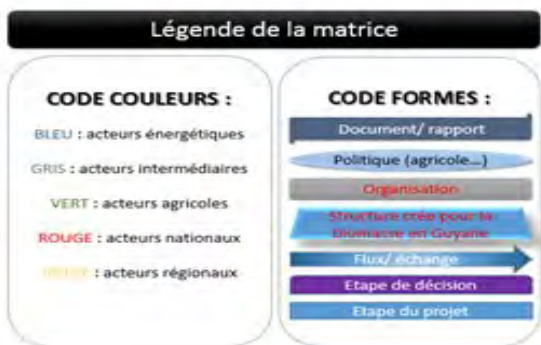 Légende de la matrice
CODE COULEURS :
BLEU : acteurs énergétiques
GRIS : acteurs intermédiaires
VERT : acteurs agricoles
ROUGE : acteurs nationaux
: acteurs régionaux
CODE FORMES :
Document/ rapport
Politique (agricole...)
Organisation
Structure crée pour la
Biomasse en Guyane
Flux/ échange
Etape de décision
Etape du projet